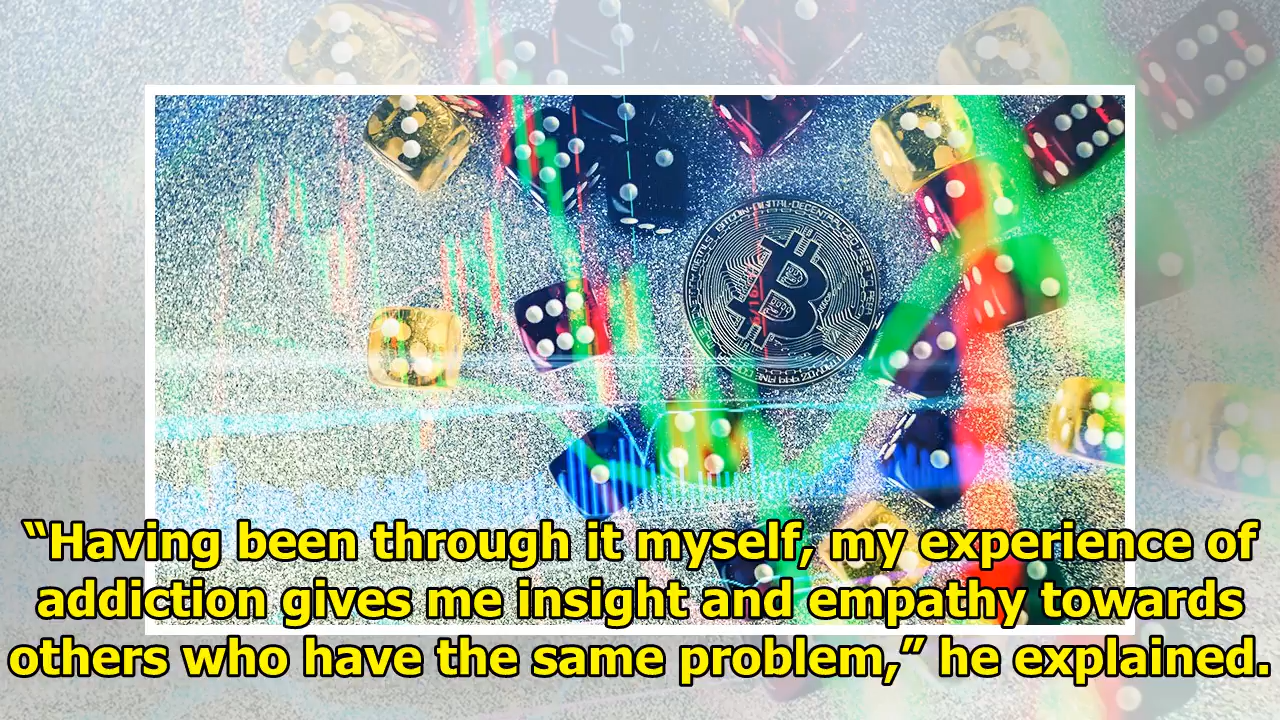 “Having been through it myself, my experience of
addiction gives me insight and empathy towards
others who have the same problem,” he explained.